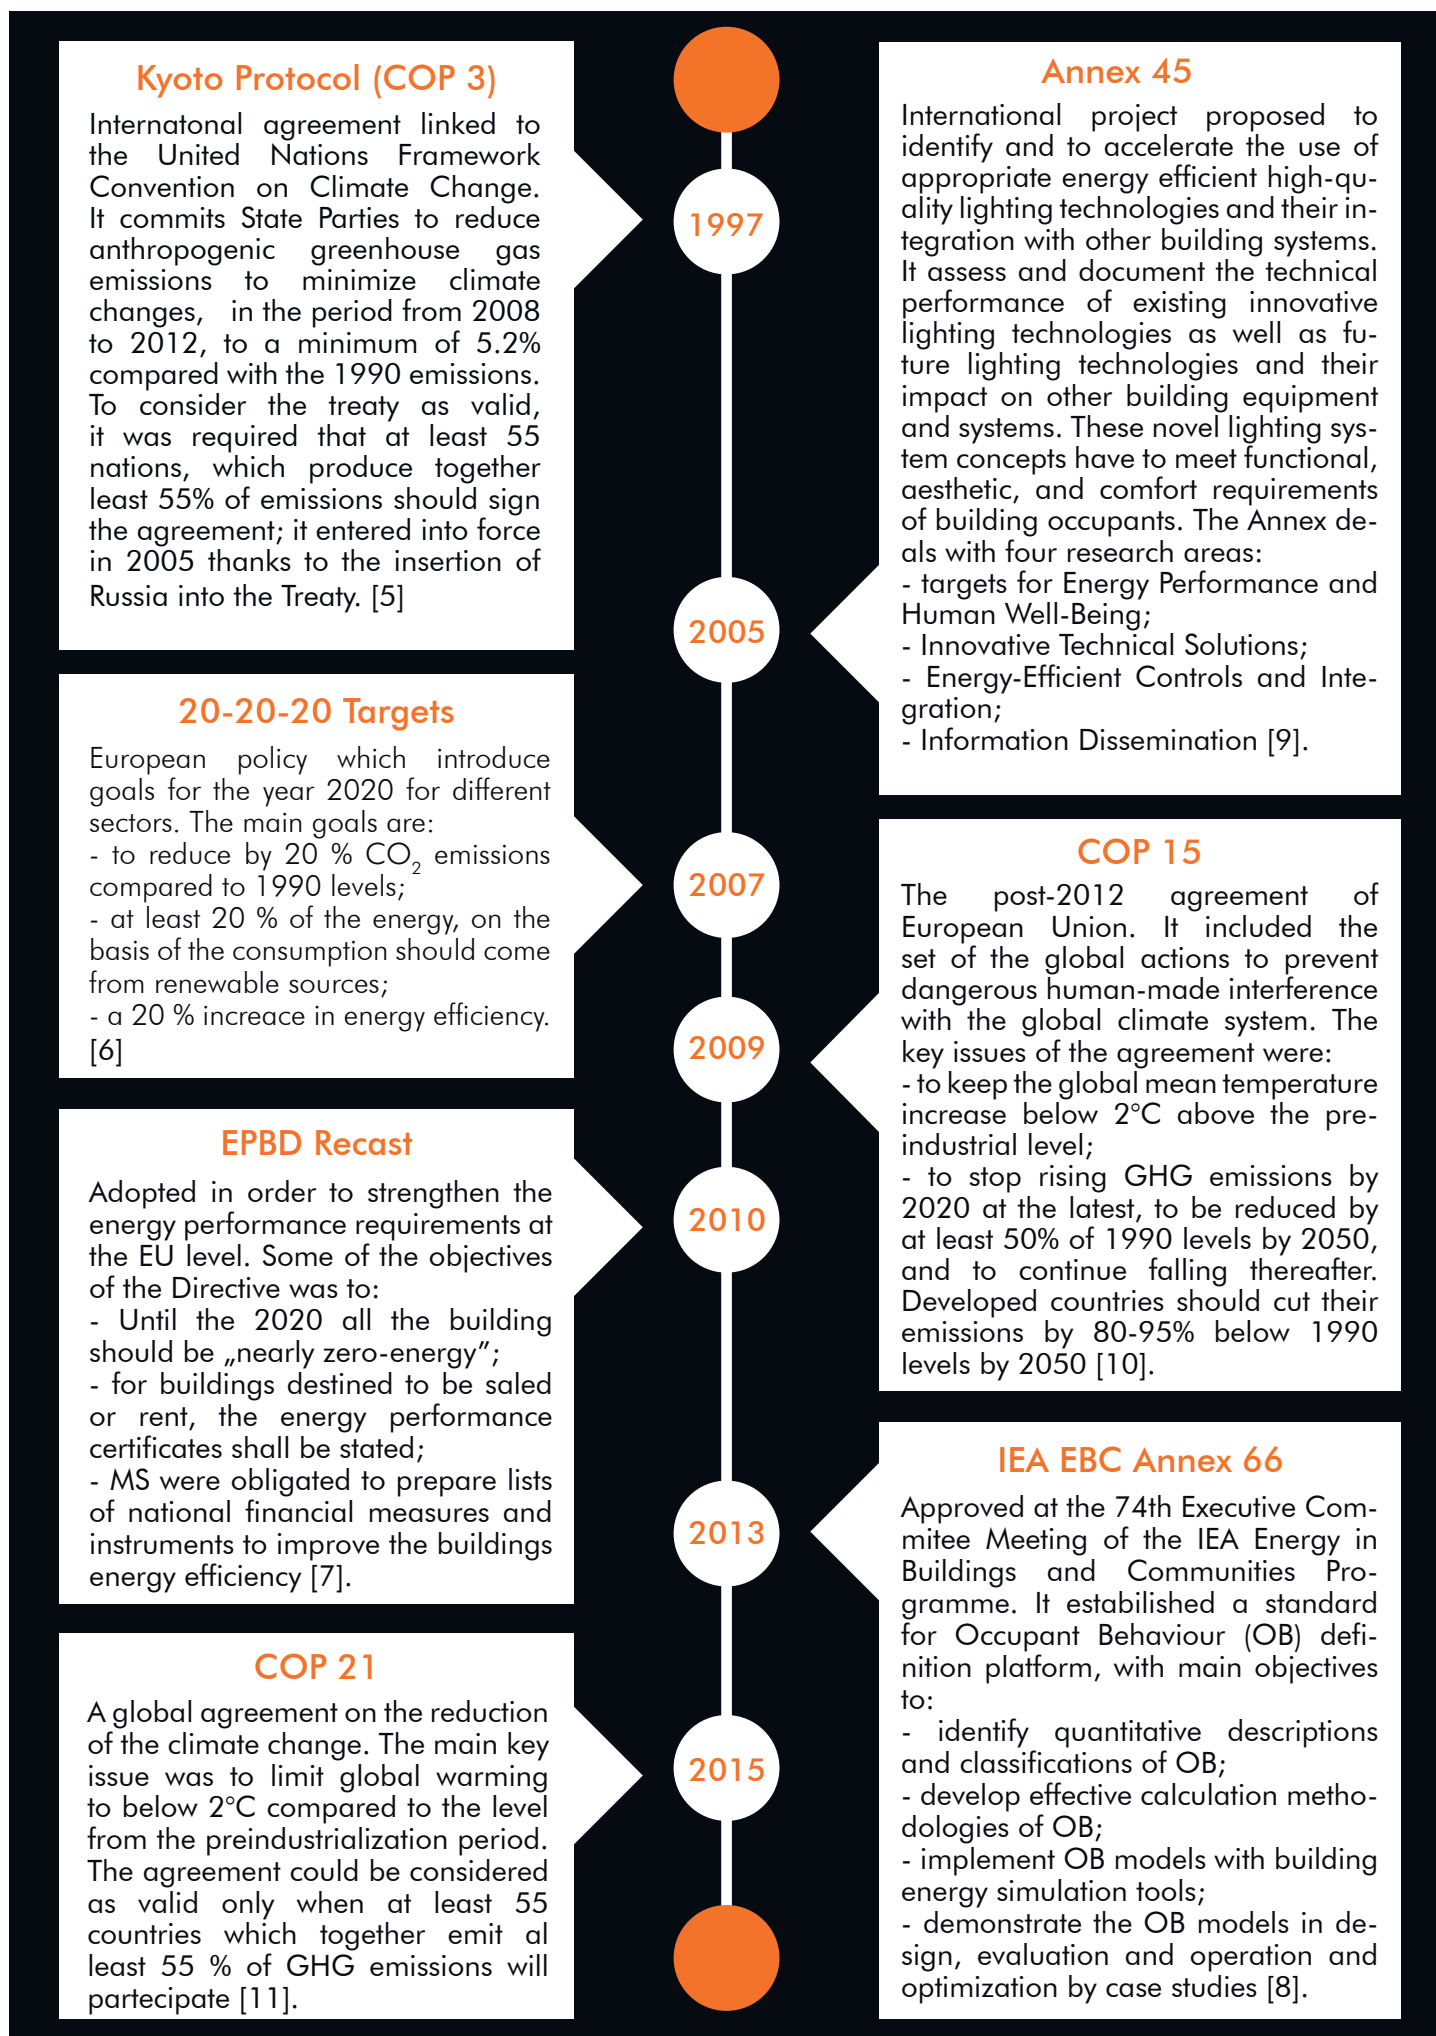 Kyoto Protocol (COP 3)
Internatonal agreement linked to
the United Nations Framework
Convention on Climate Change.
It commits State Parties to reduce
anthropogenic greenhouse gas
emissions to minimize climate
changes, in the period from 2008
to 2012, to a minimum of 5.2%
compared with the 1990 emissions.
To consider the treaty as valid,
it was required that at least 55
nations, which produce together
least 55% of emissions should sign
the agreement; it entered into force
in 2005 thanks to the insertion of
Russia into the Treaty. [5]
1997
Annex 45
International project proposed to
identify and to accelerate the use of
appropriate energy efficient high-qu-
ality lighting technologies and their in-
tegration with other building systems.
It assess and document the technical
performance of existing innovative
lighting technologies as well as fu-
ture lighting technologies and their
impact on other building equipment
and systems. These novel lighting sys-
tem concepts have to meet functional,
aesthetic, and comfort requirements
of building occupants. The Annex de-
als with four research areas:
- targets for Energy Performance and
Human Well-Being;
- Innovative Technical Solutions;
- Energy-Efficient Controls and Inte-
gration;
- Information Dissemination [9].
2005
20-20-20 Targets
European policy which introduce
goals for the year 2020 for different
sectors. The main goals are:
- to reduce by 20 % CO2 emissions
compared to 1990 levels;
- at least 20 % of the energy, on the
basis of the consumption should come
from renewable sources;
- a 20 % increace in energy efficiency.
[6]
2007
COP 15
The post-2012 agreement of
European Union. It included the
set of the global actions to prevent
dangerous human-made interference
with the global climate system. The
key issues of the agreement were:
- to keep the global mean temperature
increase below 2°C above the pre-
industrial level;
- to stop rising GHG emissions by
2020 at the latest, to be reduced by
at least 50% of 1990 levels by 2050,
and to continue falling thereafter.
Developed countries should cut their
emissions by 80-95% below 1990
levels by 2050 [10].
2009
EPBD Recast
Adopted in order to strengthen the
energy performance requirements at
the EU level. Some of the objectives
of the Directive was to:
- Until the 2020 all the building
should be „nearly zero-energy”;
- for buildings destined to be saled
or rent, the energy performance
certificates shall be stated;
- MS were obligated to prepare lists
of national financial measures and
instruments to improve the buildings
energy efficiency [7].
2010
IEA EBC Annex 66
Approved at the 74th Executive Com-
mitee Meeting of the IEA Energy in
Buildings and Communities Pro-
gramme. It estabilished a standard
for Occupant Behaviour (OB) defi-
nition platform, with main objectives
to:
- identify quantitative descriptions
and classifications of OB;
- develop effective calculation metho-
dologies of OB;
- implement OB models with building
energy simulation tools;
- demonstrate the OB models in de-
sign, evaluation and operation and
optimization by case studies [8].
2013
COP 21
A global agreement on the reduction
of the climate change. The main key
issue was to limit global warming
to below 2°C compared to the level
from the preindustrialization period.
The agreement could be considered
as valid only when at least 55
countries which together emit al
least 55 % of GHG emissions will
partecipate [11].
2015